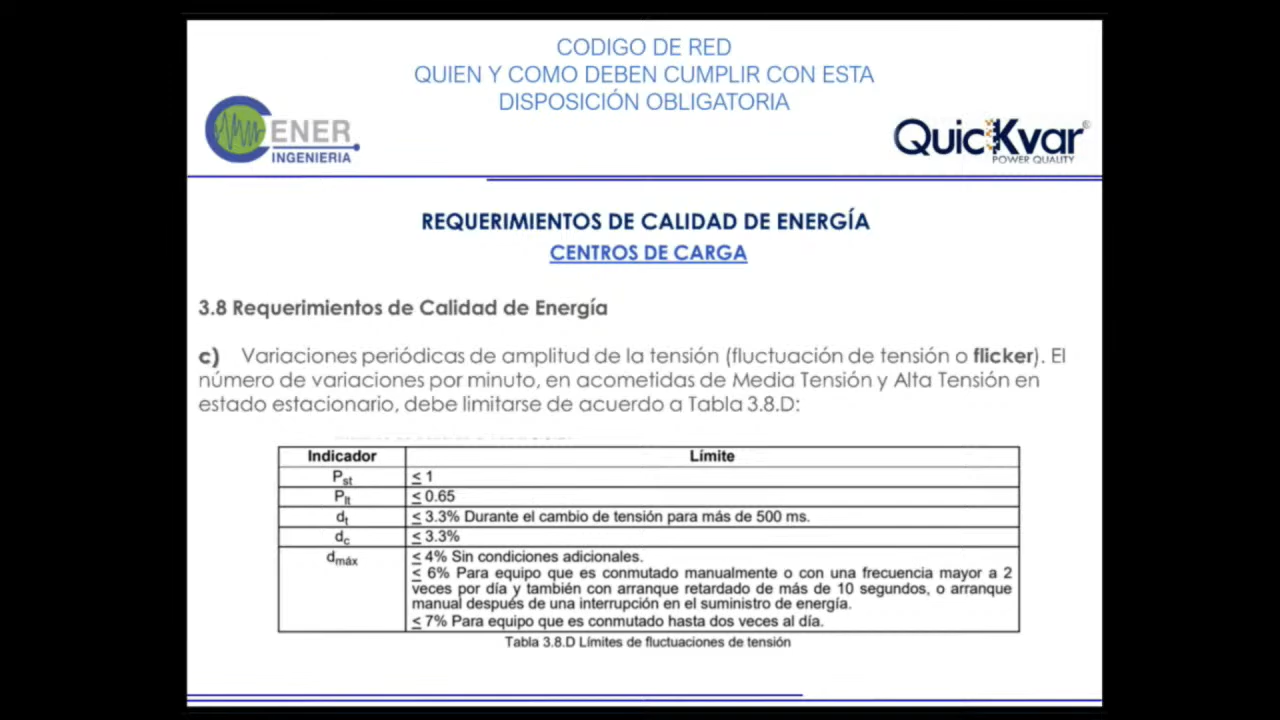 CODIGO DE RED
QUIEN Y COMO DEBEN CUMPLIR CON ESTA
DISPOSICIÓN OBLIGATORIA
CENER
INGENIERIA
QuicKvar®
POWER QUALITY
REQUERIMIENTOS DE CALIDAD DE ENERGÍA
CENTROS DE CARGA
3.8 Requerimientos de Calidad de Energía
c) Variaciones periódicas de amplitud de la tensión (fluctuación de tensión o flicker). El
número de variaciones por minuto, en acometidas de Media Tensión y Alta Tensión en
estado estacionario, debe limitarse de acuerdo a Tabla 3.8.D:
Indicador Límite
Pst ≤ 1
Plt ≤ 0.65
dt ≤ 3.3% Durante el cambio de tensión para más de 500 ms.
dc ≤ 3.3%
dmáx ≤ 4% Sin condiciones adicionales.
≤ 6% Para equipo que es conmutado manualmente o con una frecuencia mayor a 2
veces por día y también con arranque retardado de más de 10 segundos, o arranque
manual después de una interrupción en el suministro de energía.
≤ 7% Para equipo que es conmutado hasta dos veces al día.
Tabla 3.8.D Límites de fluctuaciones de tensión